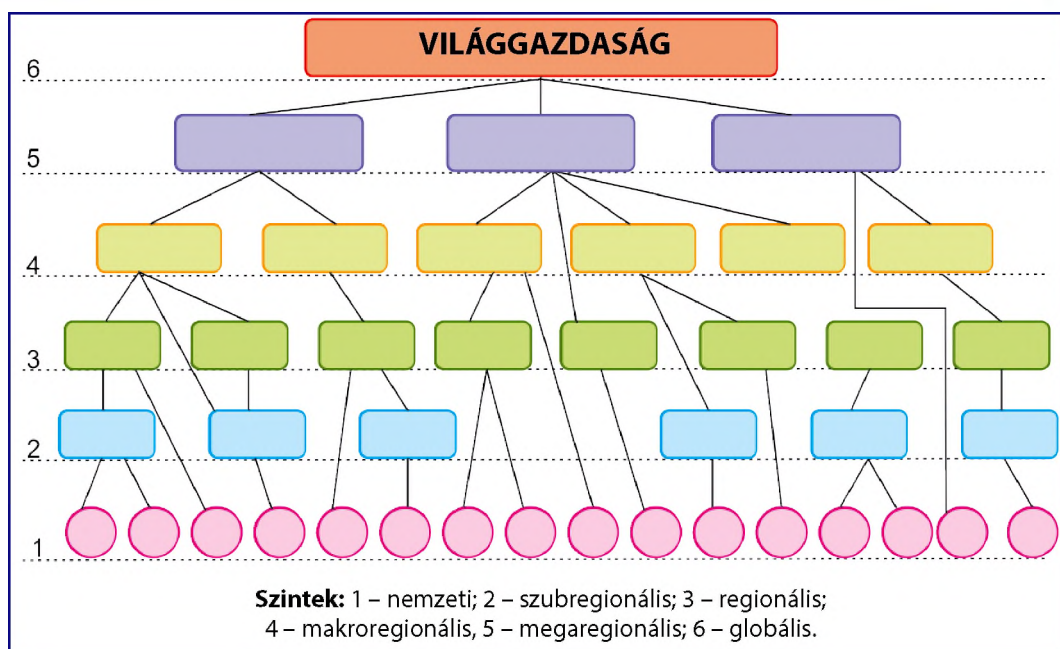 VILÁGGAZDASÁG
6
5
4
3
2
1
Szintek: 1 – nemzeti; 2 – szubregionális; 3 – regionális;
4 – makroregionális, 5 – megaregionális; 6 – globális.